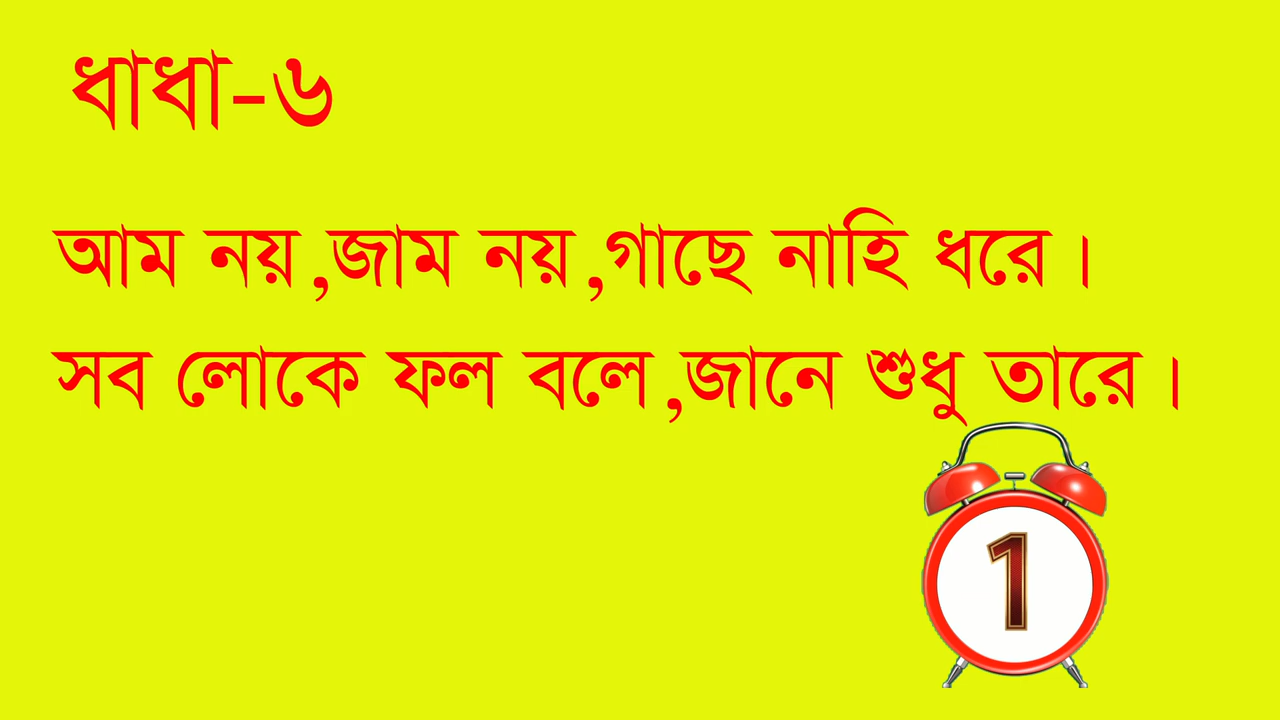 ধাধা-৬
আম নয়,জাম নয়,গাছে নাহি ধরে।
সব লোকে ফল বলে,জানে শুধু তারে।
1